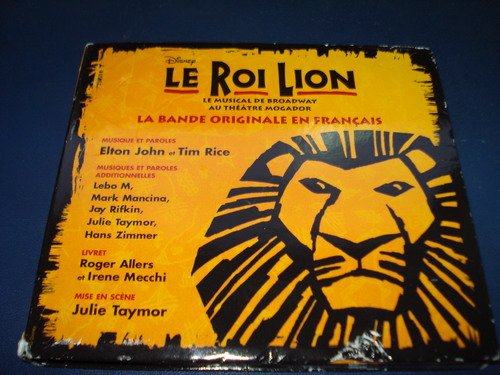 Disney
LE ROI LION
LE MUSICAL DE BROADWAY
AU THÉÂTRE MOGADOR
LA BANDE ORIGINALE EN FRANÇAIS
MUSIQUE ET PAROLES
Elton John et Tim Rice
MUSIQUES ET PAROLES
ADDITIONNELLES
Lebo M,
Mark Mancina,
Jay Rifkin,
Julie Taymor,
Hans Zimmer
LIVRET
Roger Allers
et Irene Mecchi
MISE EN SCÈNE
Julie Taymor